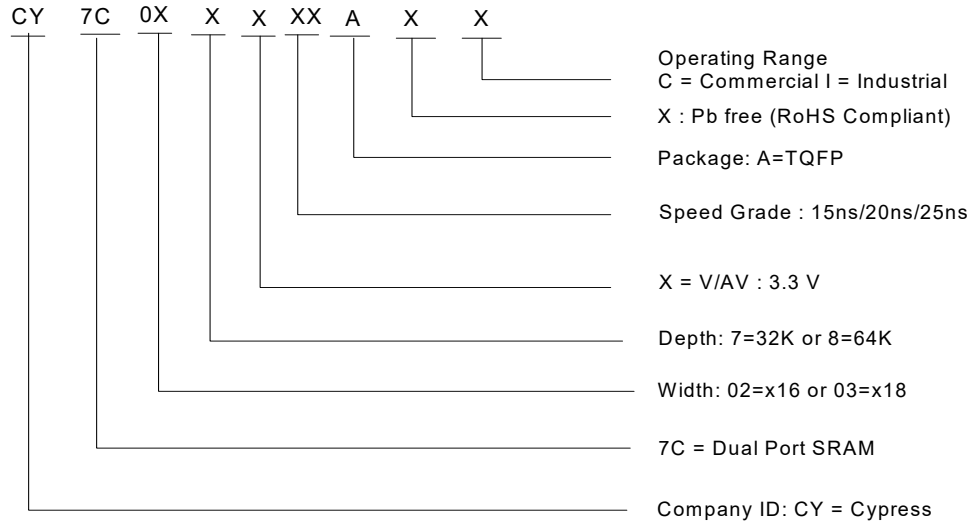 CY 7C 0X X X XX A X X
Operating Range
C = Commercial I = Industrial
X : Pb free (RoHS Compliant)
Package: A=TQFP
Speed Grade : 15ns/20ns/25ns
X = V/AV : 3.3 V
Depth: 7=32K or 8=64K
Width: 02=x16 or 03=x18
7C = Dual Port SRAM
Company ID: CY = Cypress